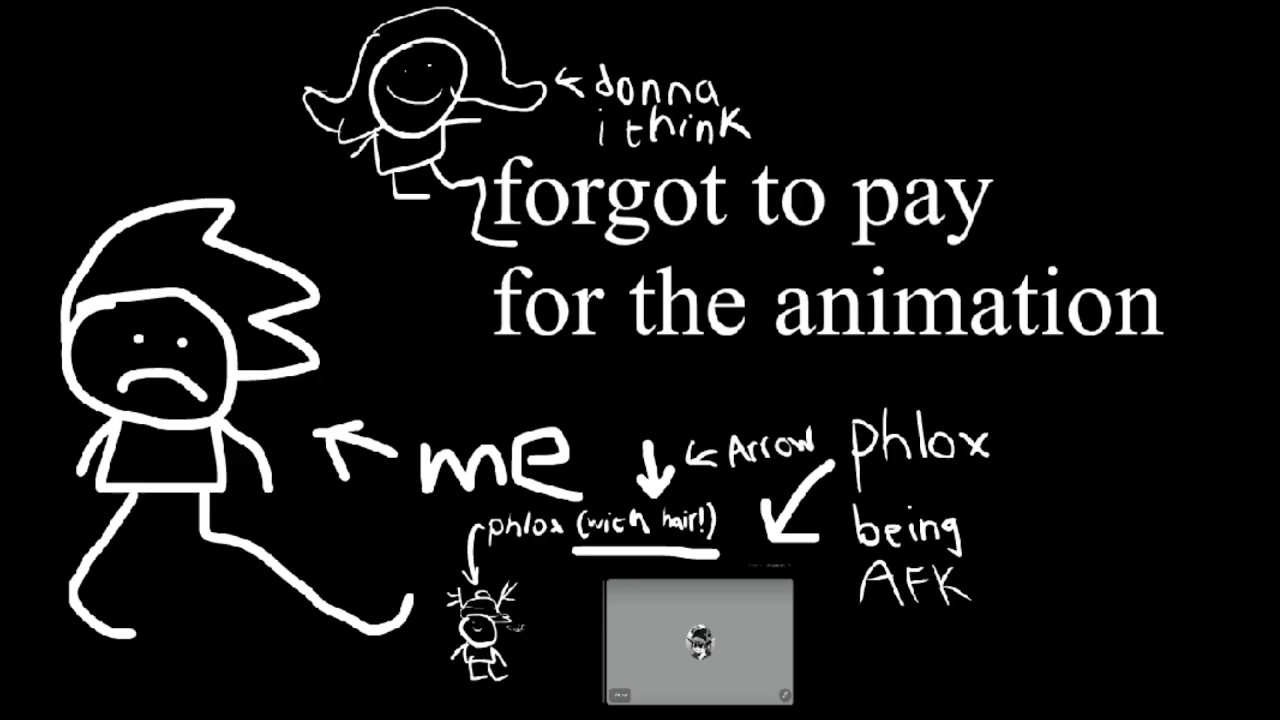 donna
i think
forgot to pay
for the animation
me
Arrow
phlox
being
AFK
phlox (with hair!)